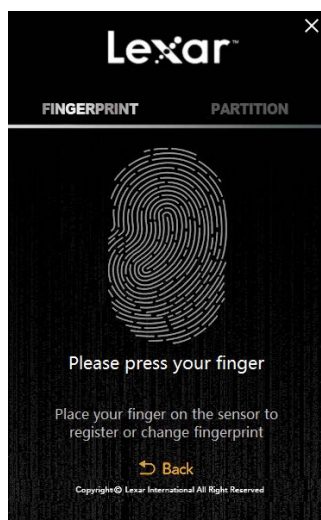 Lexar™
FINGERPRINT PARTITION
Please press your finger
Place your finger on the sensor to
register or change fingerprint
Back
Copyright© Lexar International All Right Reserved